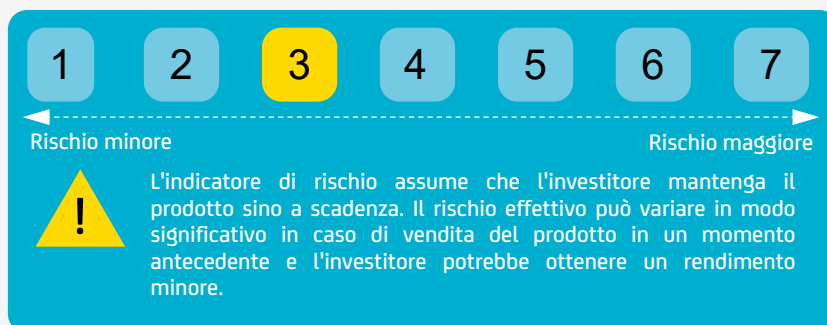 1 2 3 4 5 6 7
Rischio minore Rischio maggiore
L'indicatore di rischio assume che l'investitore mantenga il
prodotto sino a scadenza. Il rischio effettivo può variare in modo
significativo in caso di vendita del prodotto in un momento
antecedente e l'investitore potrebbe ottenere un rendimento
minore.
!